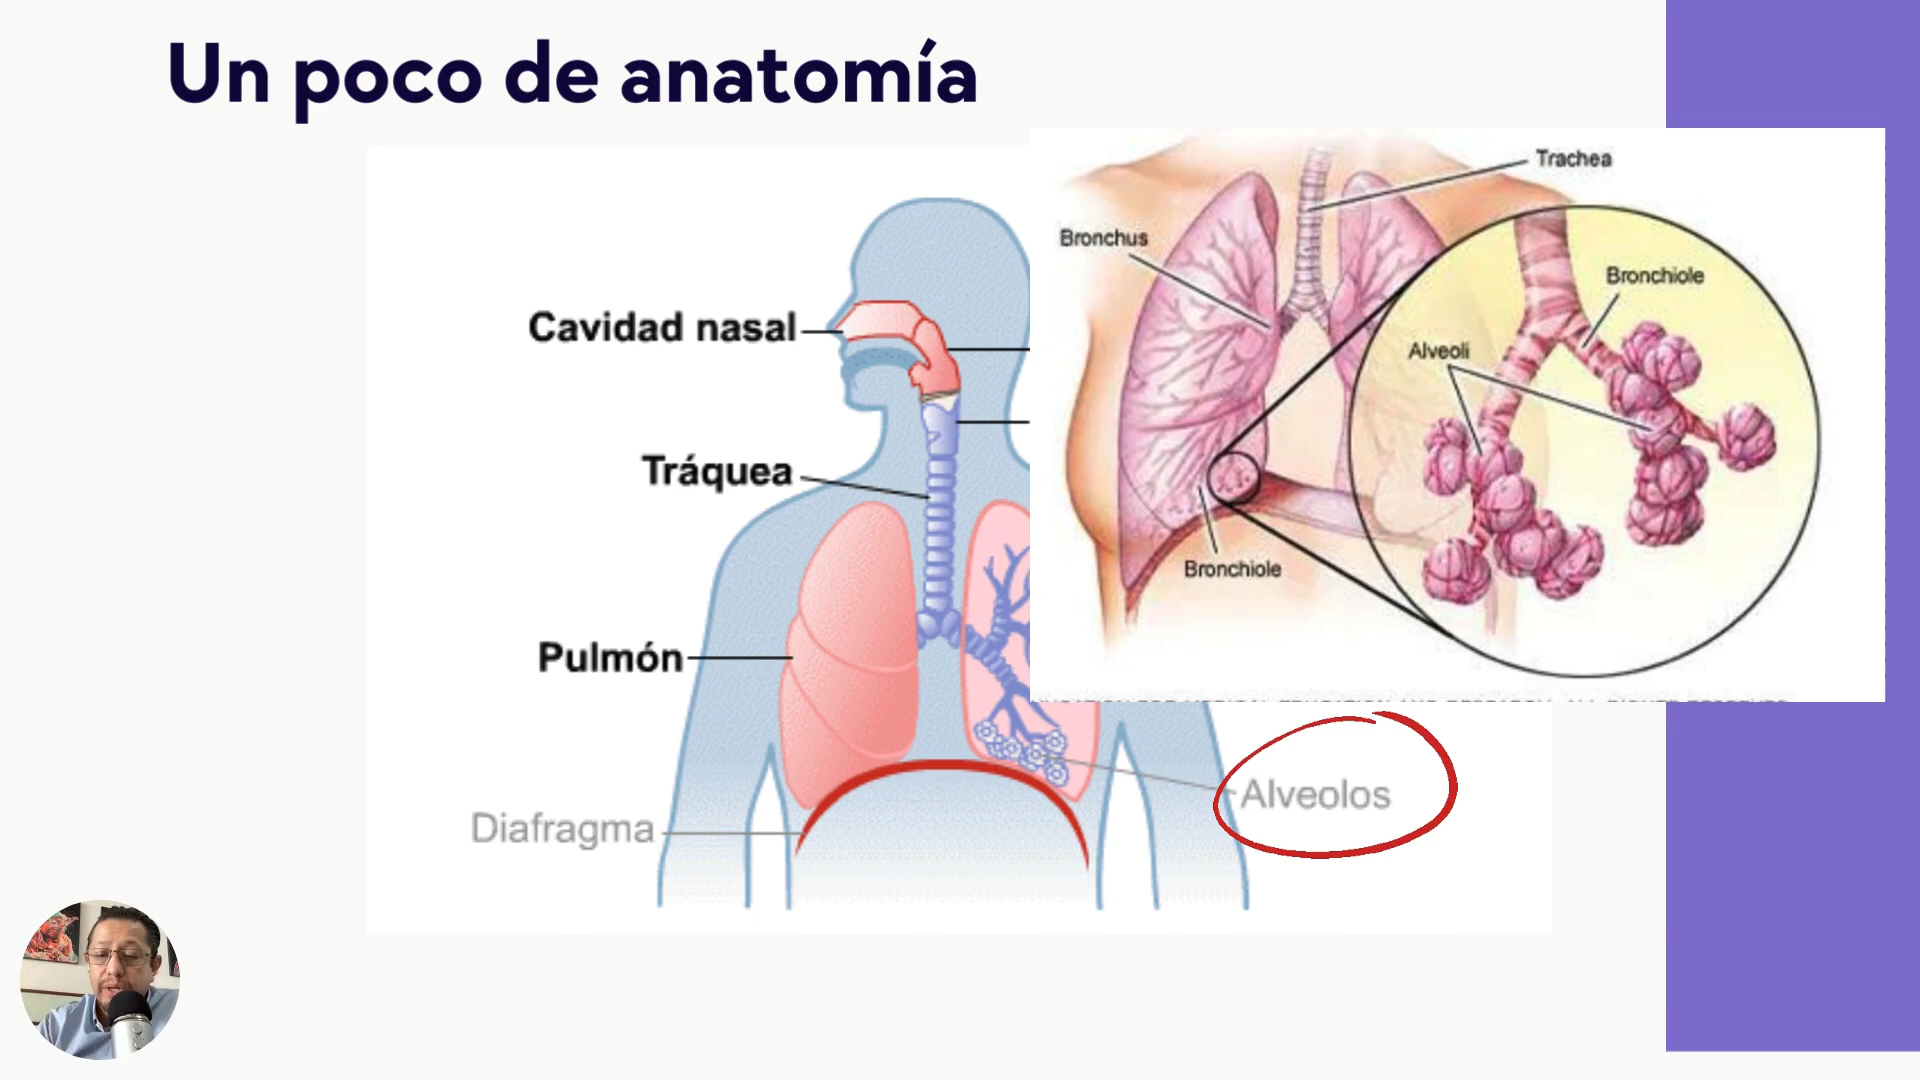 Un poco de anatomía
Cavidad nasal
Tráquea
Pulmón
Diafragma
Alveolos
Trachea
Bronchus
Bronchiole
Alveoli
Bronchiole